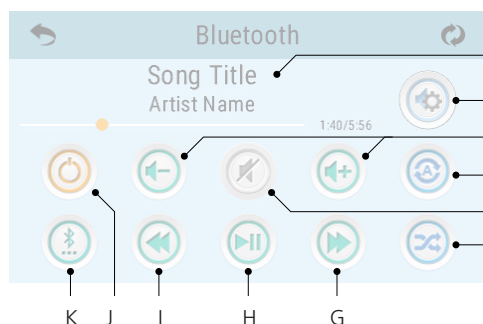 Bluetooth
Song Title
Artist Name
1:40/5:56
A
K J I H G